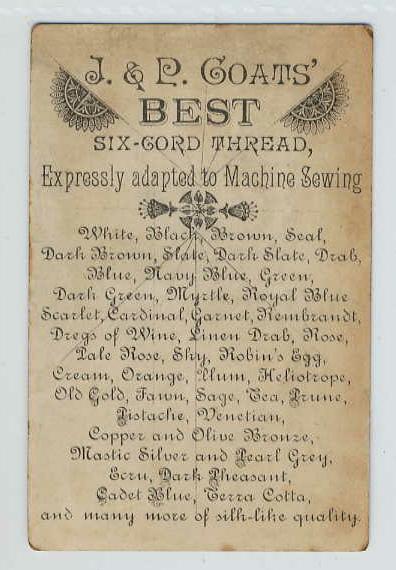 J. & P. COATS'
BEST
SIX-CORD THREAD,
Expressly adapted to Machine Sewing
White, Black, Brown, Seal,
Dark Brown, Slate, Dark Slate, Drab,
Blue, Navy Blue, Green,
Dark Green, Myrtle, Royal Blue
Scarlet, Cardinal, Garnet, Rembrandt,
Dregs of Wine, Linen Drab, Rose,
Pale Rose, Sky, Robin's Egg,
Cream, Orange, Plum, Heliotrope,
Old Gold, Fawn, Sage, Tea, Prune,
Pistache, Venetian,
Copper and Olive Bronze,
Mastic Silver and Pearl Grey,
Ecru, Dark Pheasant,
Cadet Blue, Terra Cotta,
and many more of silk-like quality.